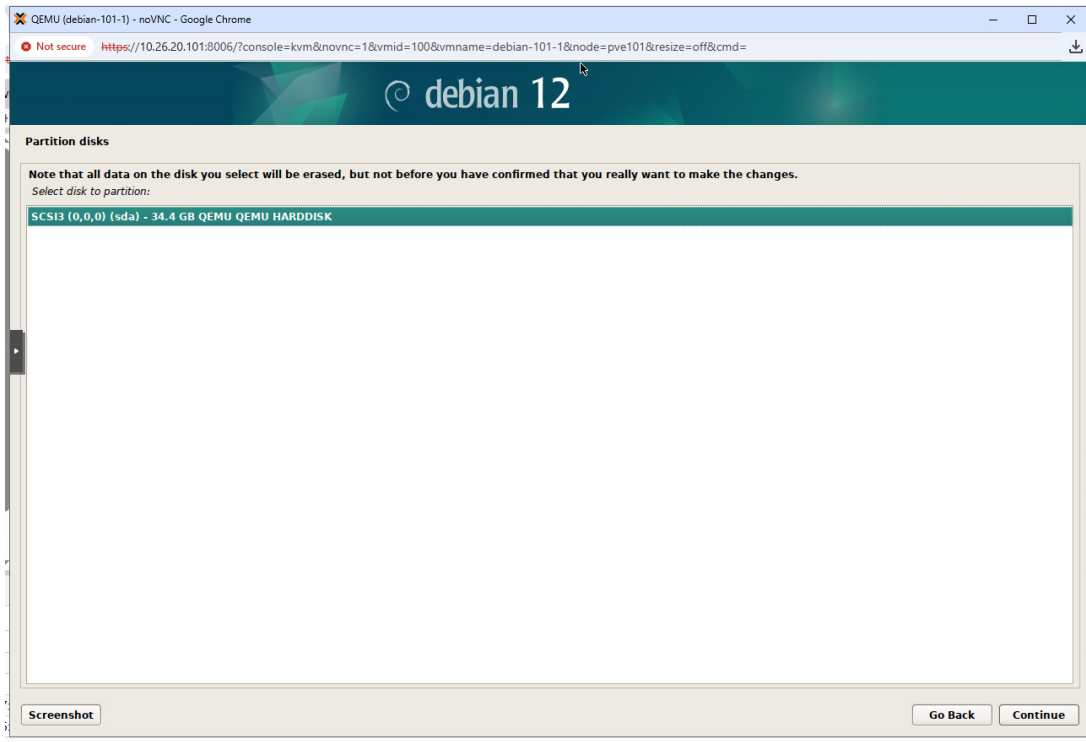 QEMU (debian-101-1) - noVNC - Google Chrome
Not secure https://10.26.20.101:8006/?console=kvm&novnc=1&vmid=100&vmname=debian-101-1&node=pve101&resize=off&cmd=
debian 12
Partition disks
Note that all data on the disk you select will be erased, but not before you have confirmed that you really want to make the changes.
Select disk to partition:
SCSI3 (0,0,0) (sda) - 34.4 GB QEMU QEMU HARDDISK
Screenshot Go Back Continue